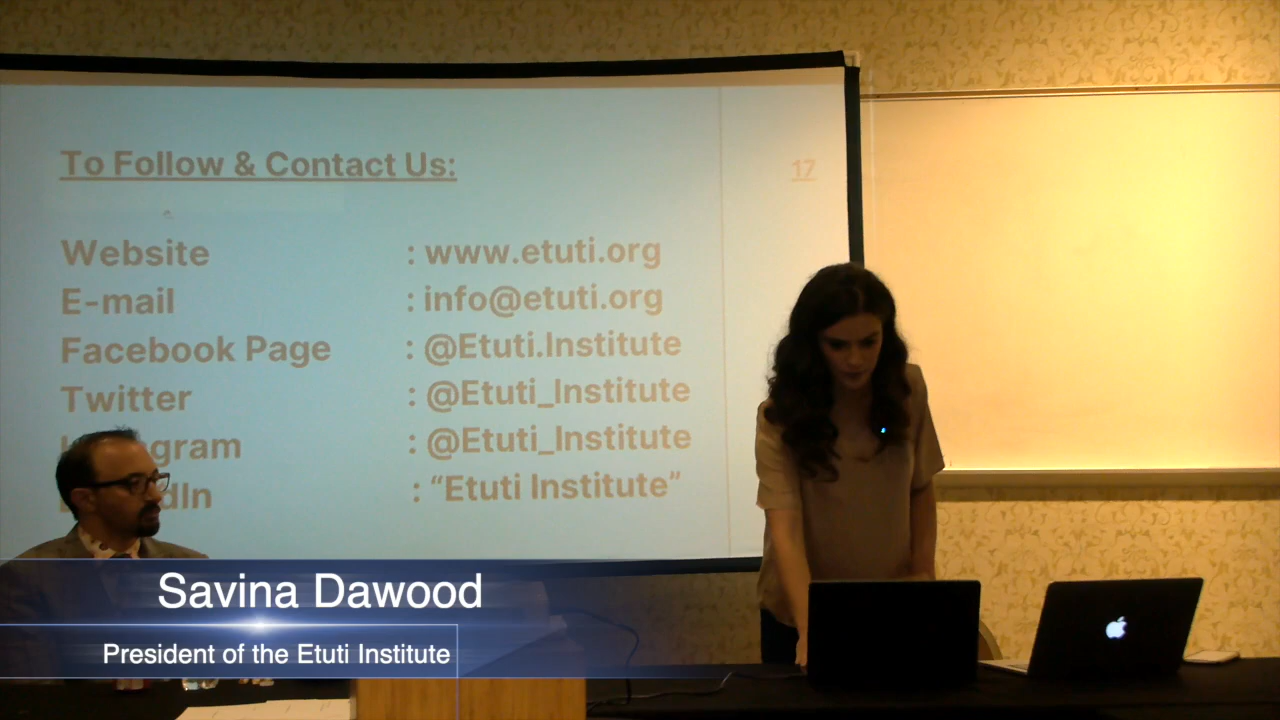 To Follow & Contact Us:
17
Website : www.etuti.org
E-mail : info@etuti.org
Facebook Page : @Etuti.Institute
Twitter : @Etuti_Institute
: @Etuti_Institute
: “Etuti Institute”
Savina Dawood
President of the Etuti Institute